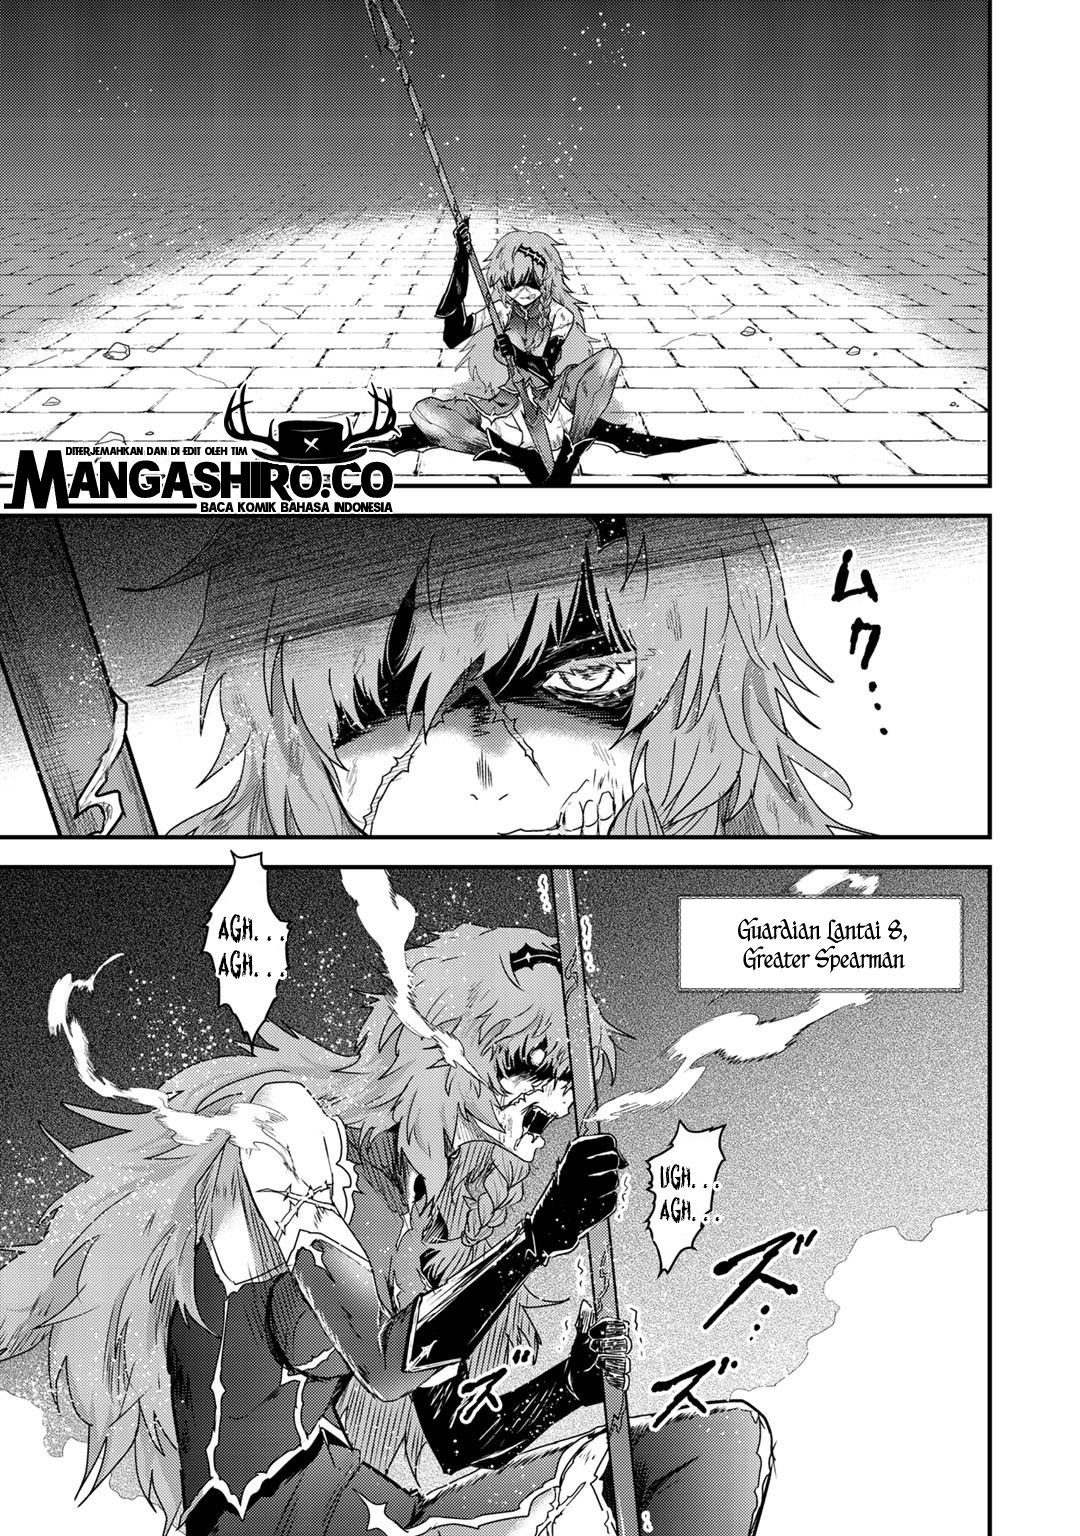 DITERJEMAHKAN DAN DI EDIT OLEH TIM
MANGASHIRO.CO
BACA KOMIK BAHASA INDONESIA
ムク...
AGH...
AGH...
Guardian Lantai 8,
Greater Spearman
UGH...
AGH...
ズ...
ズ
ズ